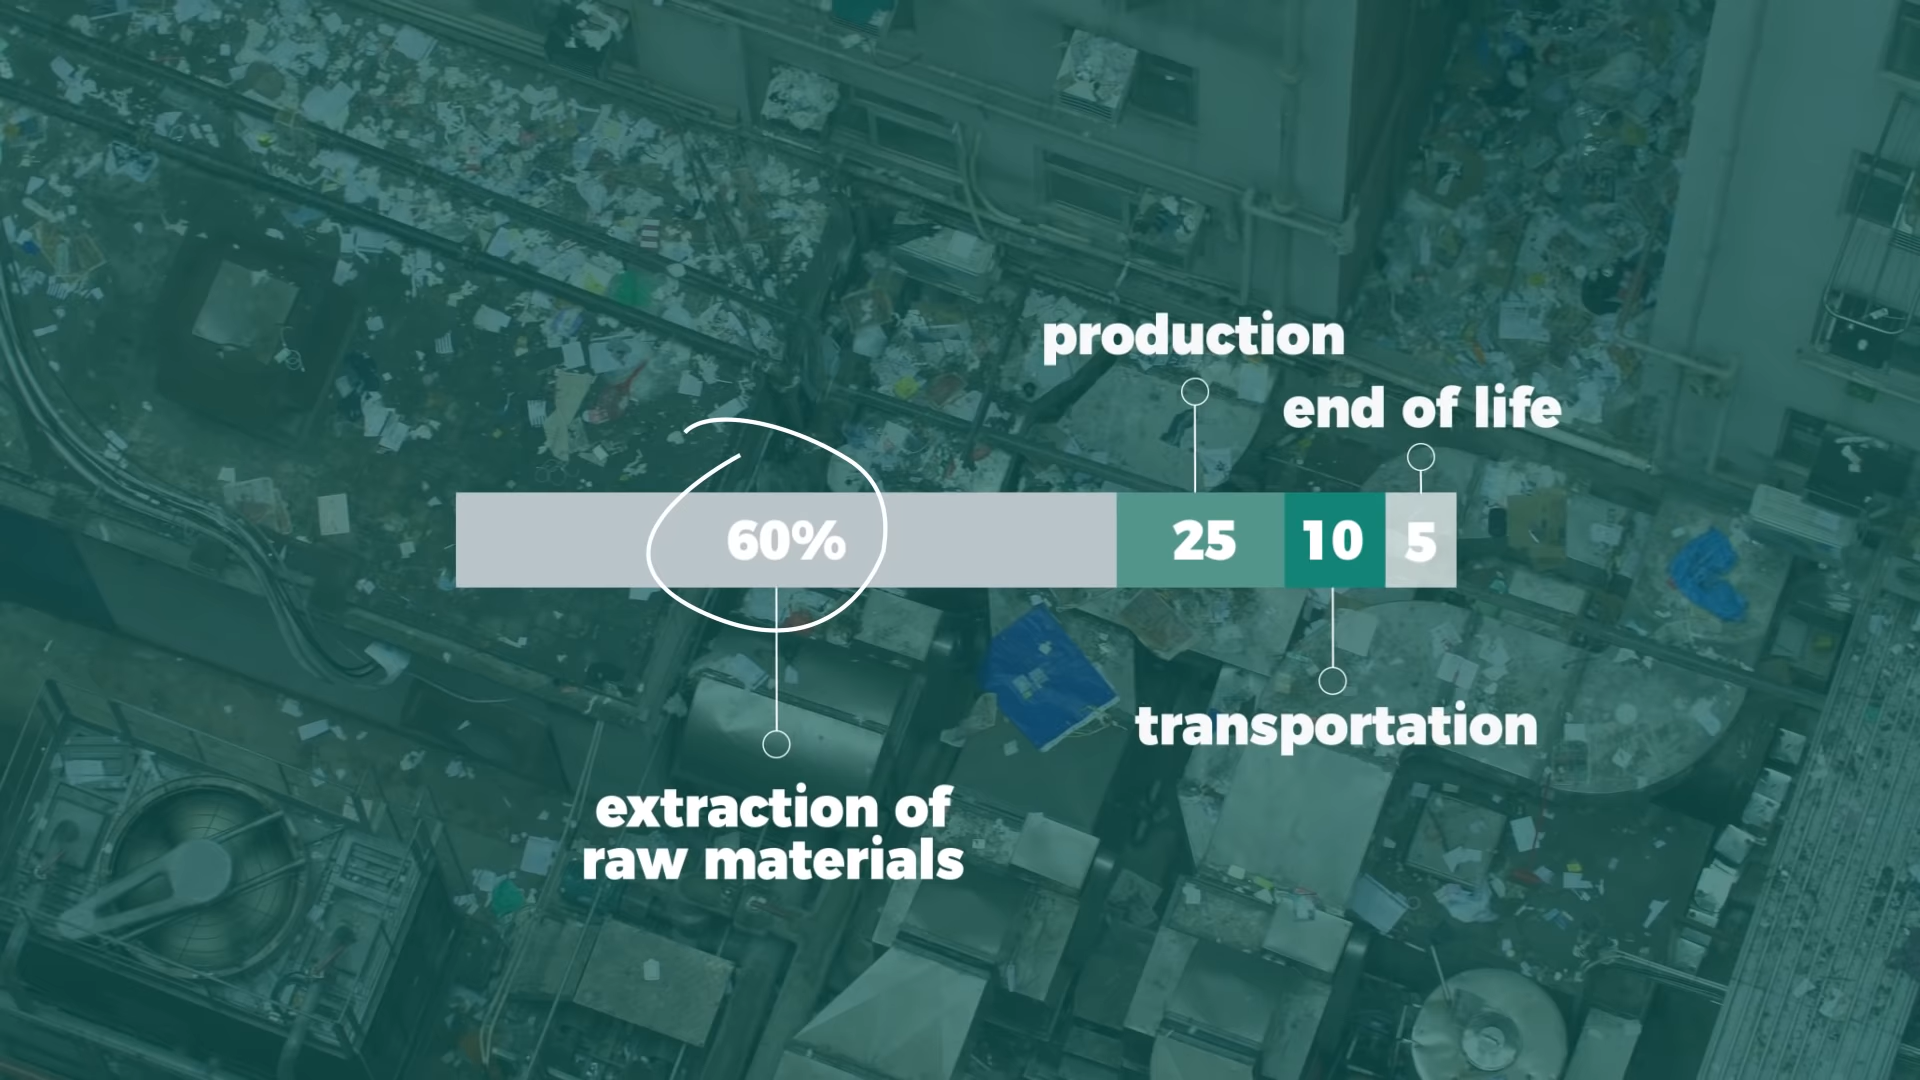 production
end of life
60% 25 10 5
transportation
extraction of
raw materials